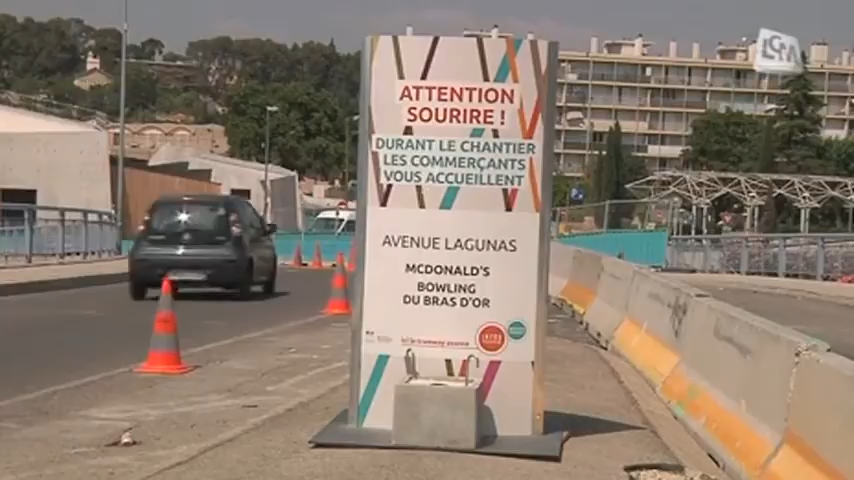 LCM
ATTENTION
SOURIRE !
DURANT LE CHANTIER
LES COMMERÇANTS
VOUS ACCUEILLENT
AVENUE LAGUNAS
MCDONALD'S
BOWLING
DU BRAS D'OR